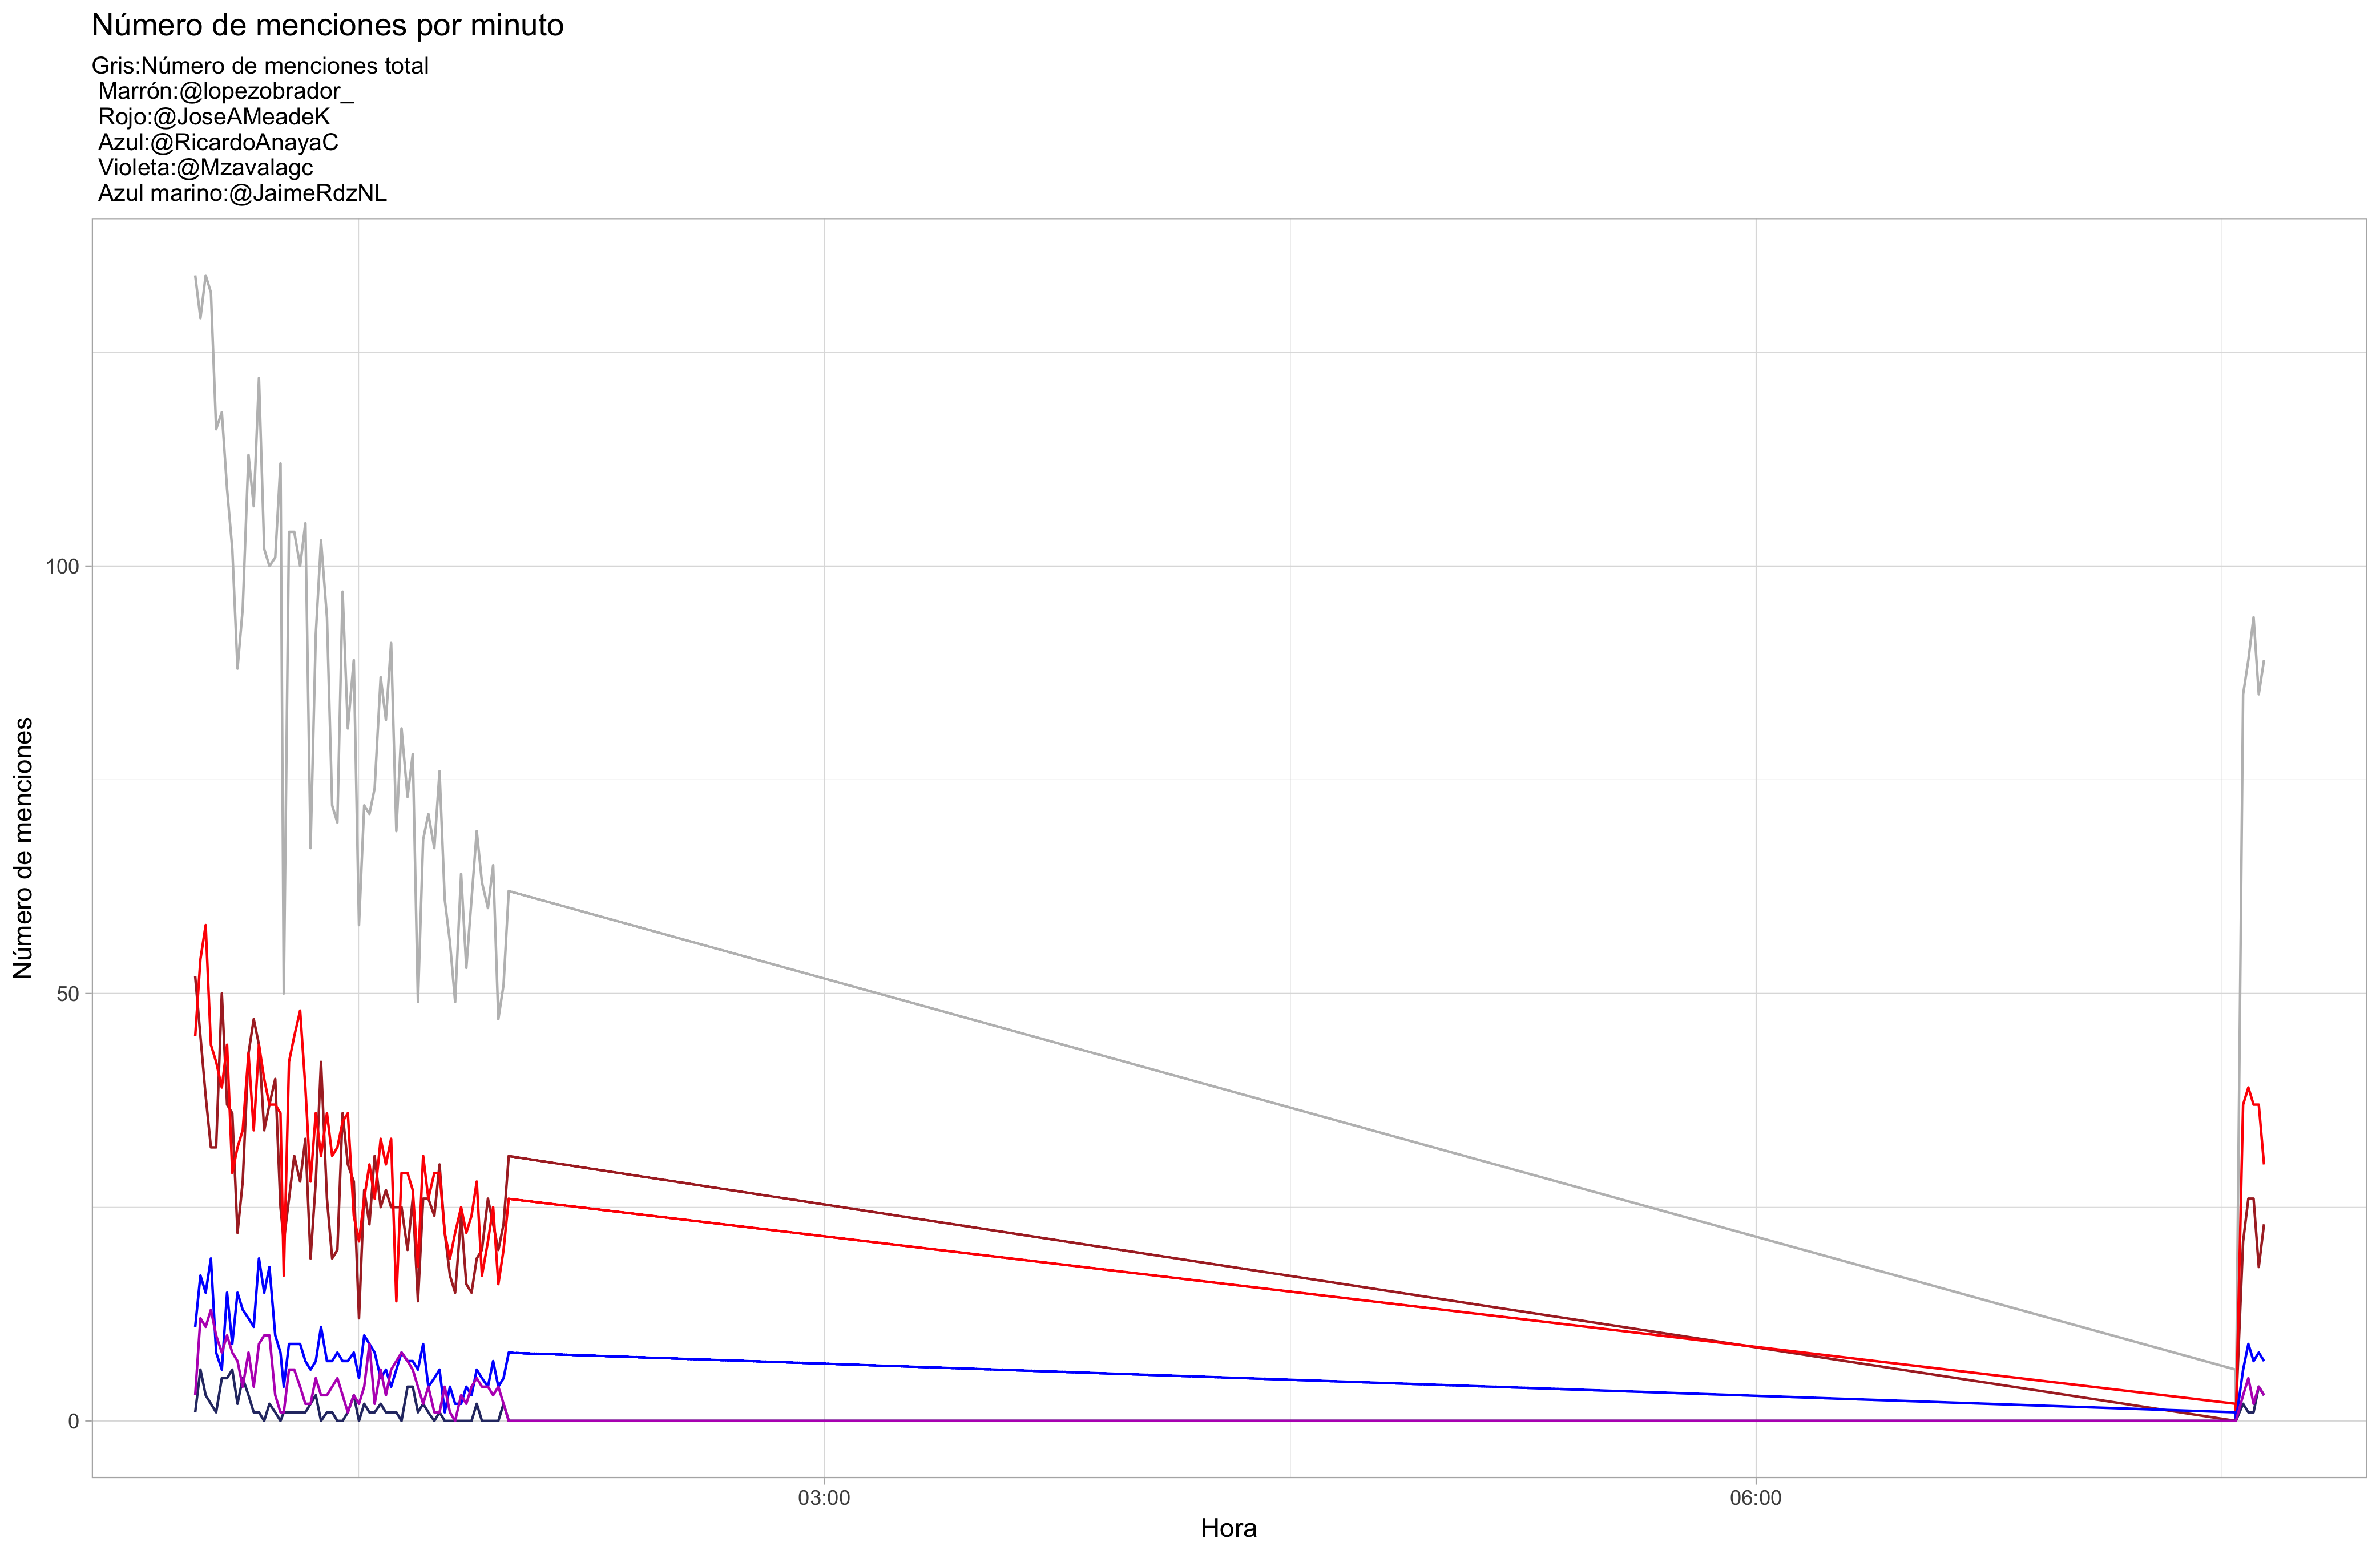 Número de menciones por minuto
Gris:Número de menciones total
Marrón:@lopezobrador_
Rojo:@JoseAMeadeK
Azul:@RicardoAnayaC
Violeta:@Mzavalagc
Azul marino:@JaimeRdzNL
Número de menciones
100
50
0
03:00
06:00
Hora